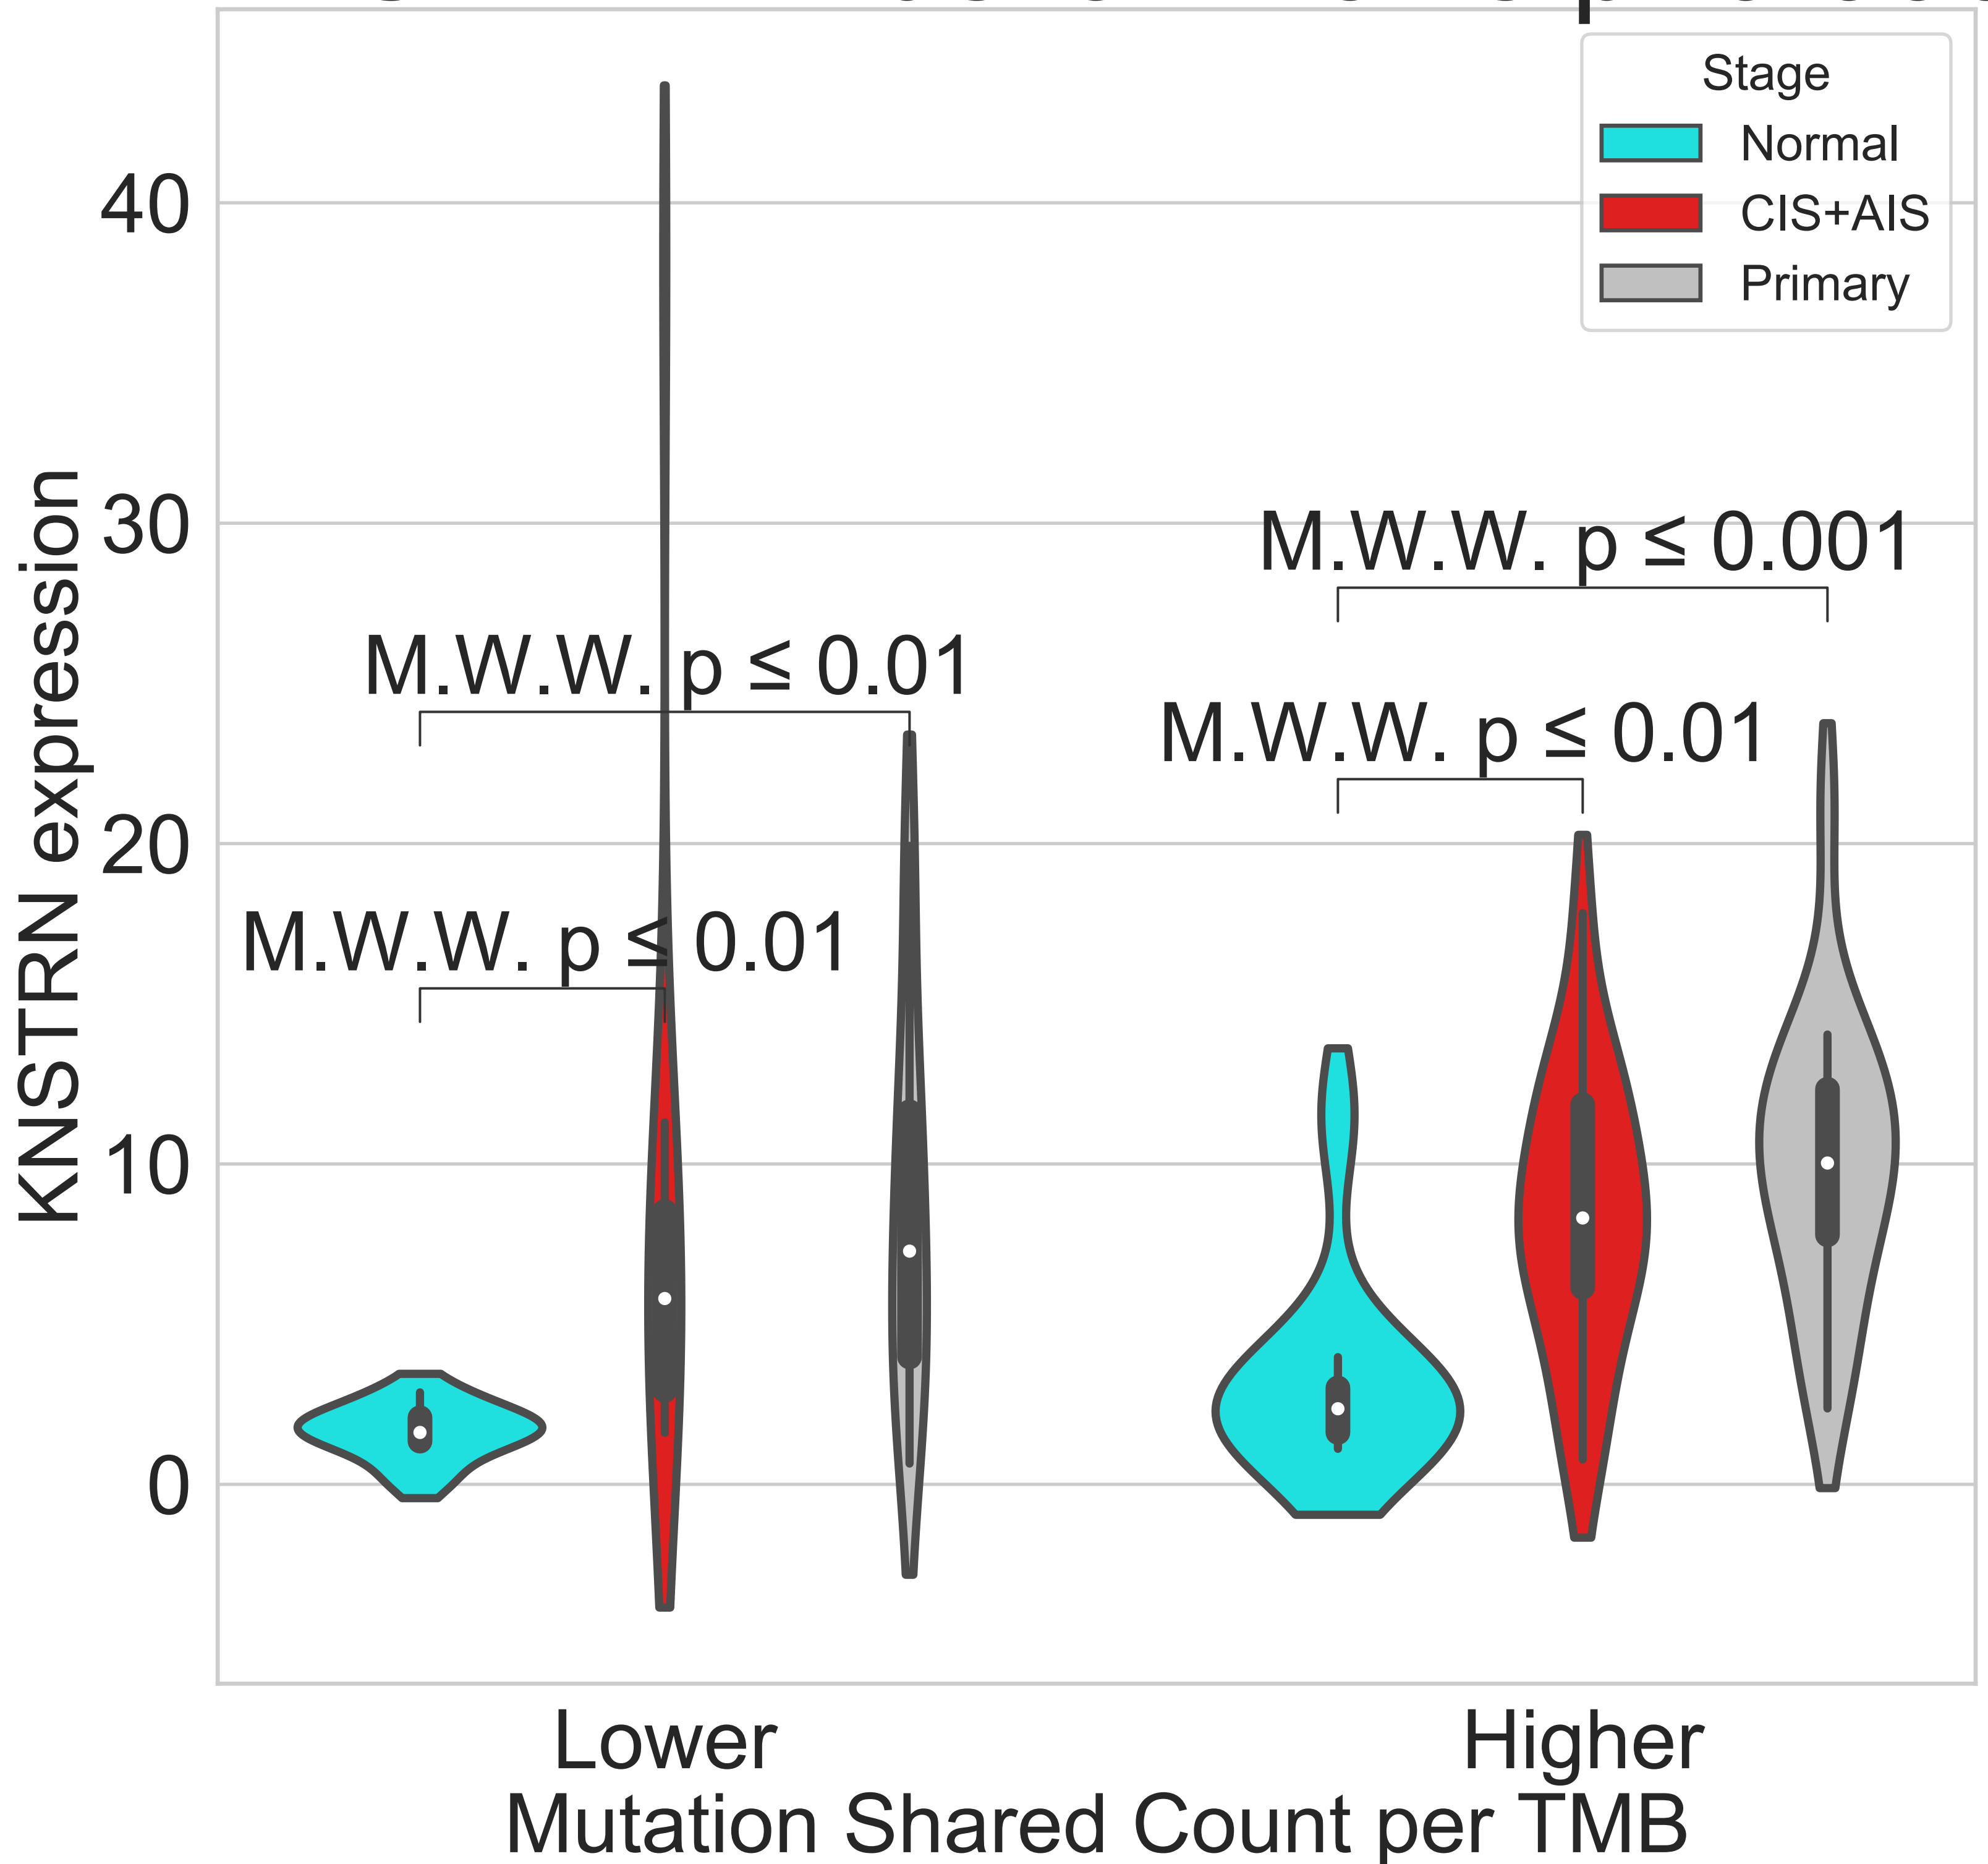 Stage
Normal
CIS+AIS
Primary
KNSTRN expression
40
30
20
10
0
M.W.W. p ≤ 0.001
M.W.W. p ≤ 0.01
M.W.W. p ≤ 0.01
M.W.W. p ≤ 0.01
Lower
Higher
Mutation Shared Count per TMB